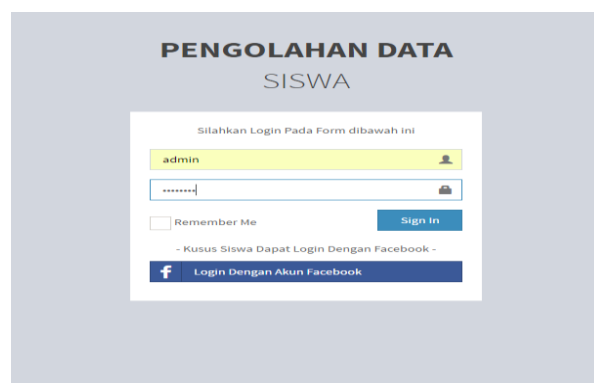 PENGOLAHAN DATA
SISWA
Silahkan Login Pada Form dibawah ini
admin
••••••••
Remember Me
Sign In
- Kusus Siswa Dapat Login Dengan Facebook -
f Login Dengan Akun Facebook